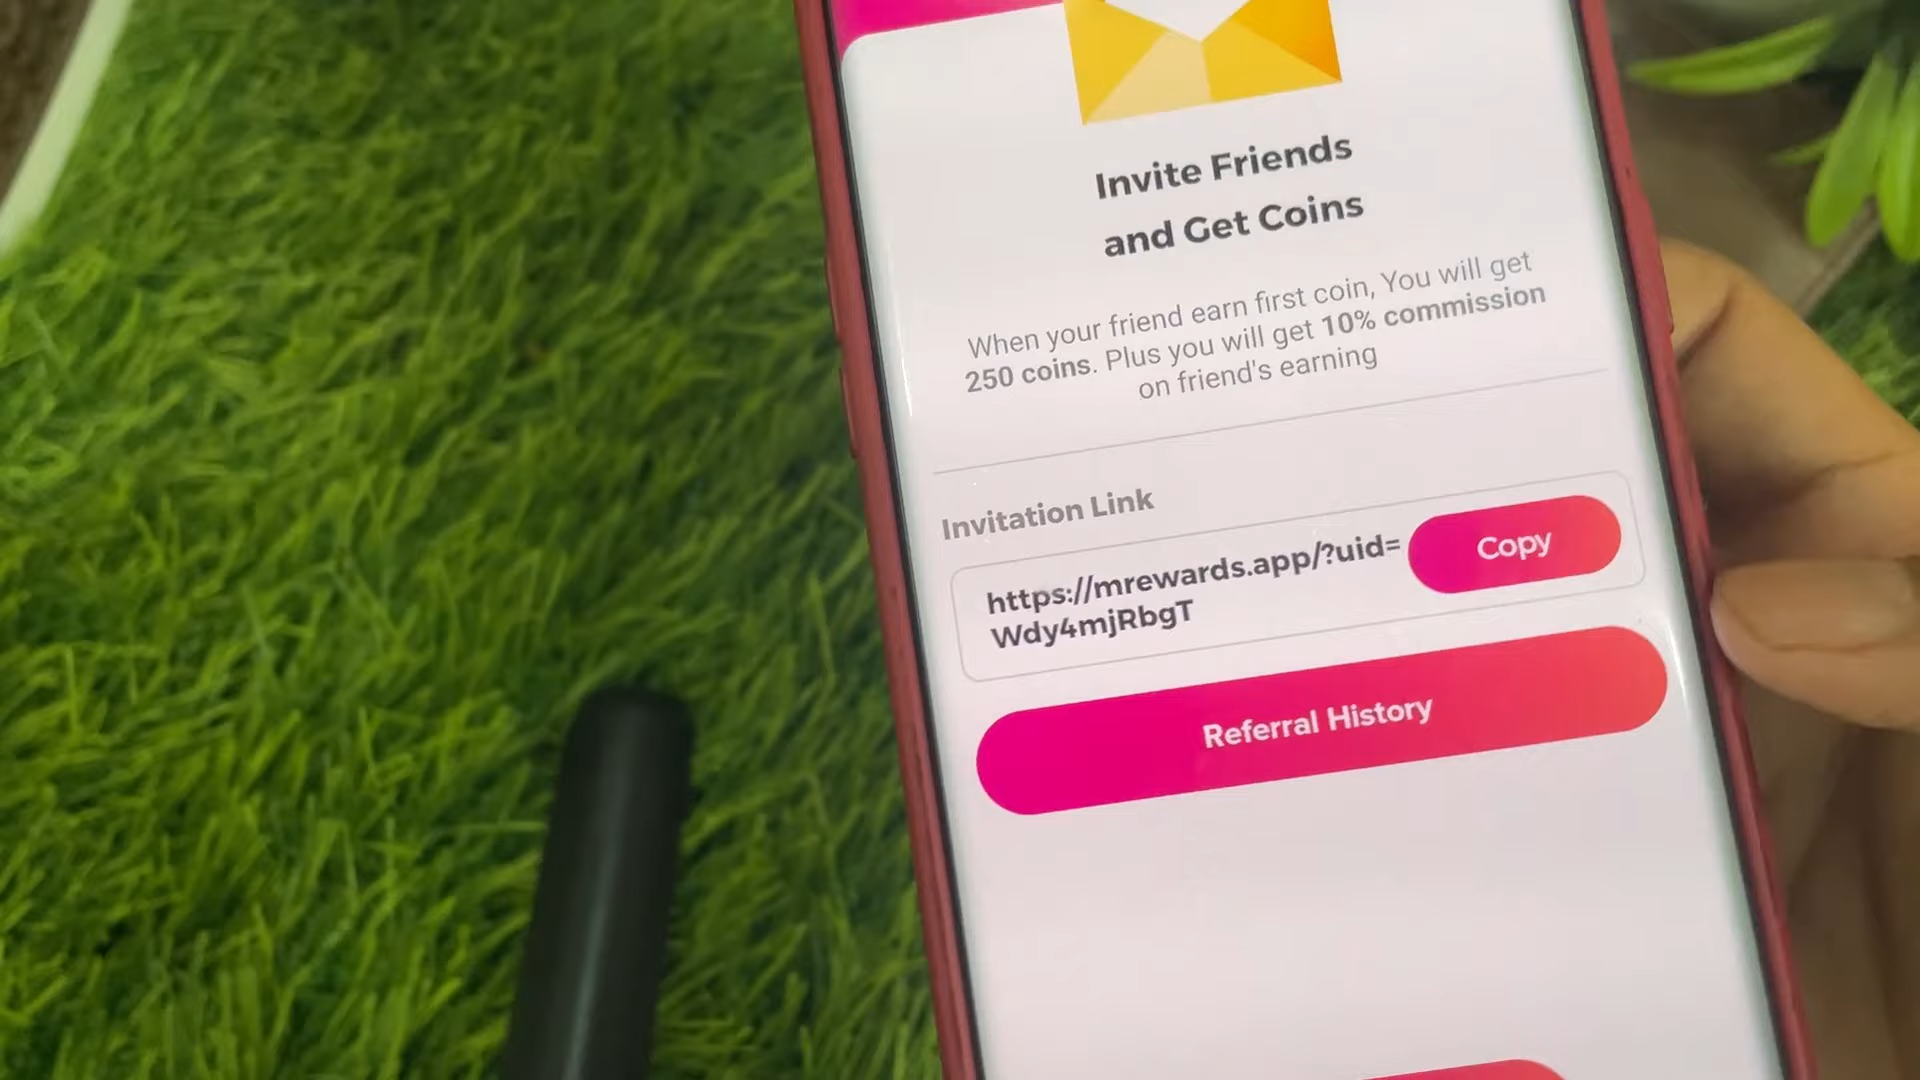 Invite Friends
and Get Coins
When your friend earn first coin, You will get
250 coins. Plus you will get 10% commission
on friend's earning
Invitation Link
https://mrewards.app/?uid=
Wdy4mjRbgT
Copy
Referral History